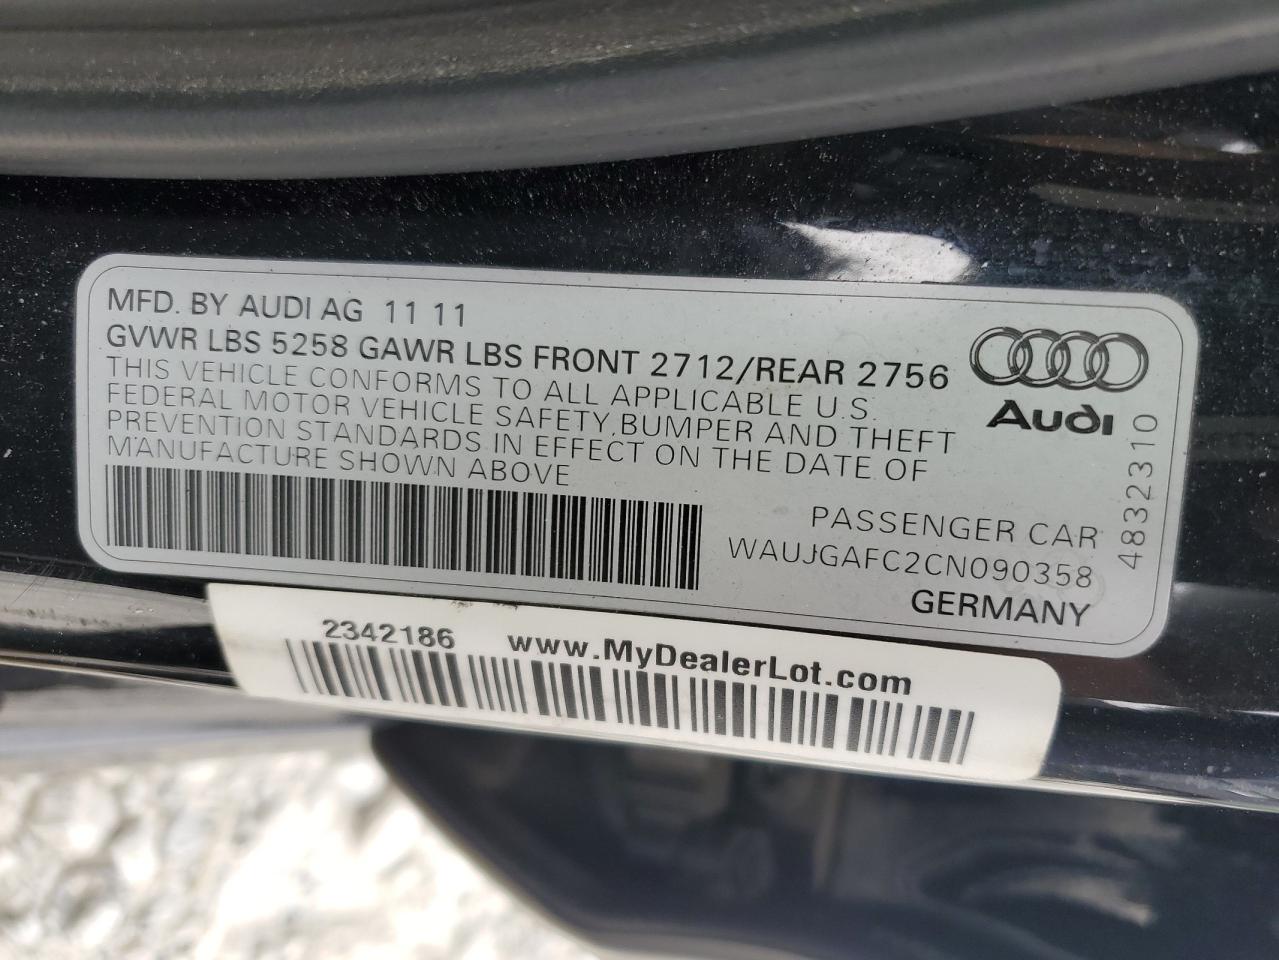 MFD. BY AUDI AG 11 11
GVWR LBS 5258 GAWR LBS FRONT 2712/REAR 2756
THIS VEHICLE CONFORMS TO ALL APPLICABLE U.S.
FEDERAL MOTOR VEHICLE SAFETY,BUMPER AND THEFT
PREVENTION STANDARDS IN EFFECT ON THE DATE OF
MANUFACTURE SHOWN ABOVE
Audi
4832310
PASSENGER CAR
WAUJGAFC2CN090358
GERMANY
2342186 www.MyDealerLot.com